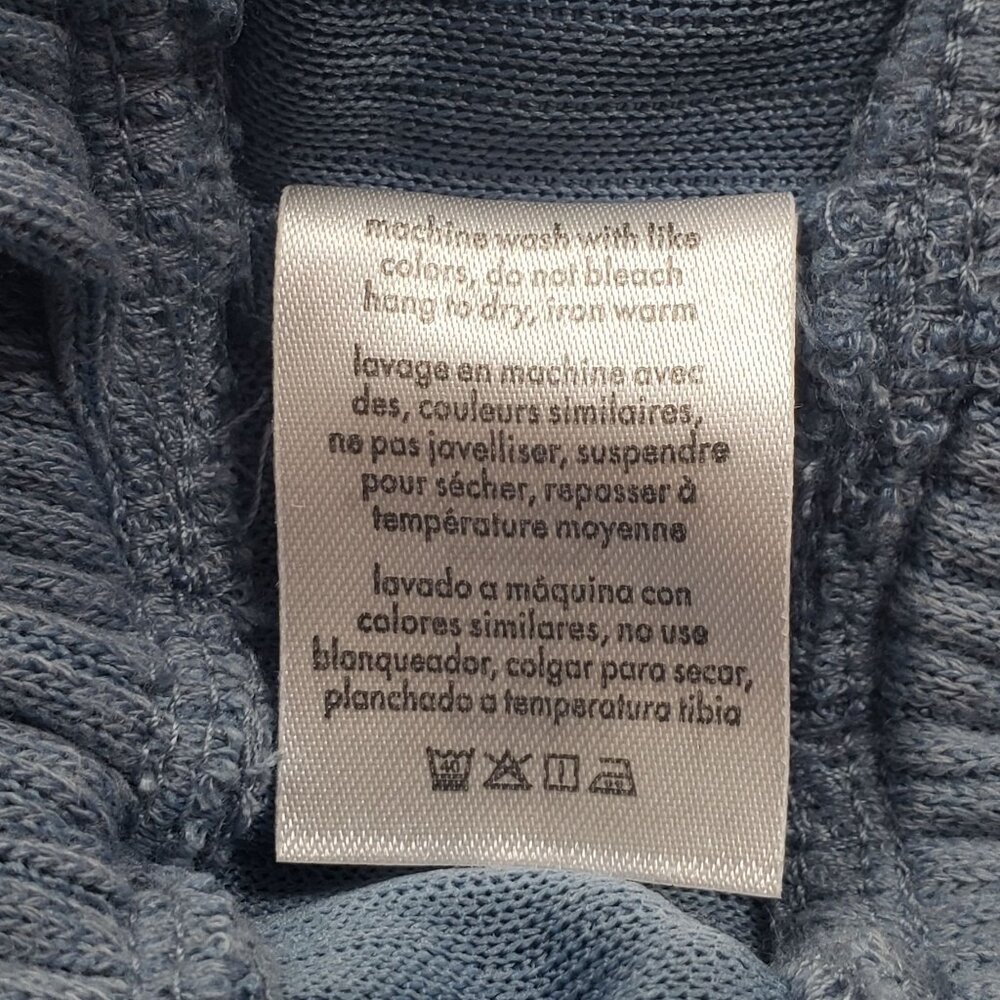 machine wash with like
colors, do not bleach
hang to dry, iron warm
lavage en machine avec
des, couleurs similaires,
ne pas javelliser, suspendre
pour sécher, repasser à
température moyenne
lavado a máquina con
colores similares, no use
blanqueador, colgar para secar,
planchado a temperatura tibia
40